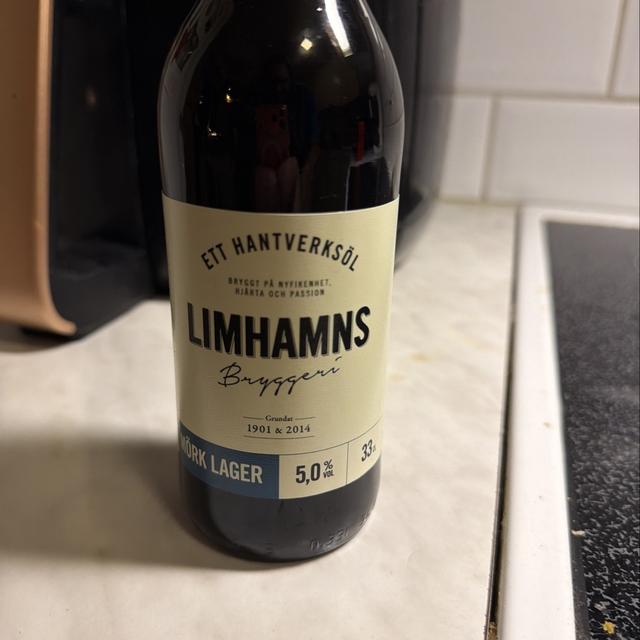 ETT HANTVERKSÖL
BRYGGT PÅ NYFIKENHET,
HJÄRTA OCH PASSION
LIMHAMNS
Bryggeri
Grundat
1901 & 2014
MÖRK LAGER 5,0% VOL 33